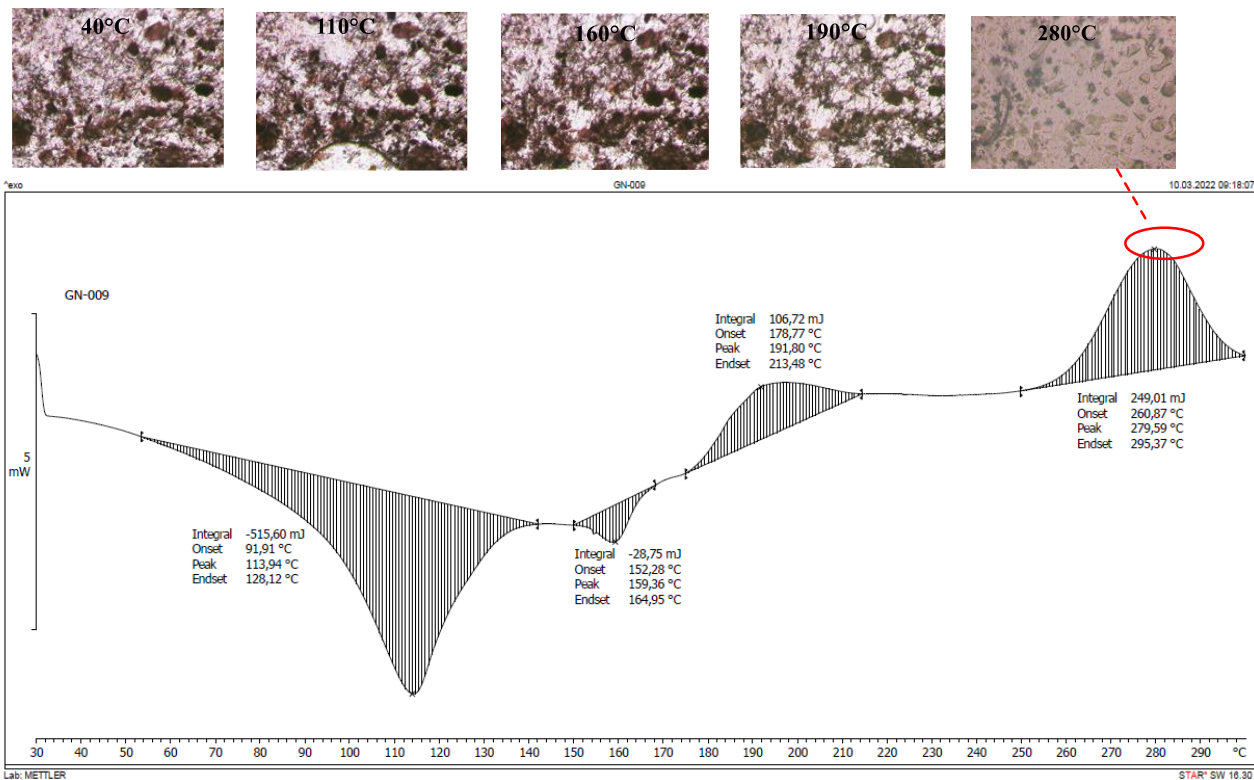 40°C 110°C 160°C 190°C 280°C
^exo GN-009 10.03.2022 09:18:07
GN-009
Integral 106,72 mJ
Onset 178,77 °C
Peak 191,80 °C
Endset 213,48 °C
Integral 249,01 mJ
Onset 260,87 °C
Peak 279,59 °C
Endset 295,37 °C
5
mW
Integral -515,60 mJ
Onset 91,91 °C
Peak 113,94 °C
Endset 128,12 °C
Integral -28,75 mJ
Onset 152,28 °C
Peak 159,36 °C
Endset 164,95 °C
30 40 50 60 70 80 90 100 110 120 130 140 150 160 170 180 190 200 210 220 230 240 250 260 270 280 290 °C
Lab: METTLER STARᵉ SW 16.30